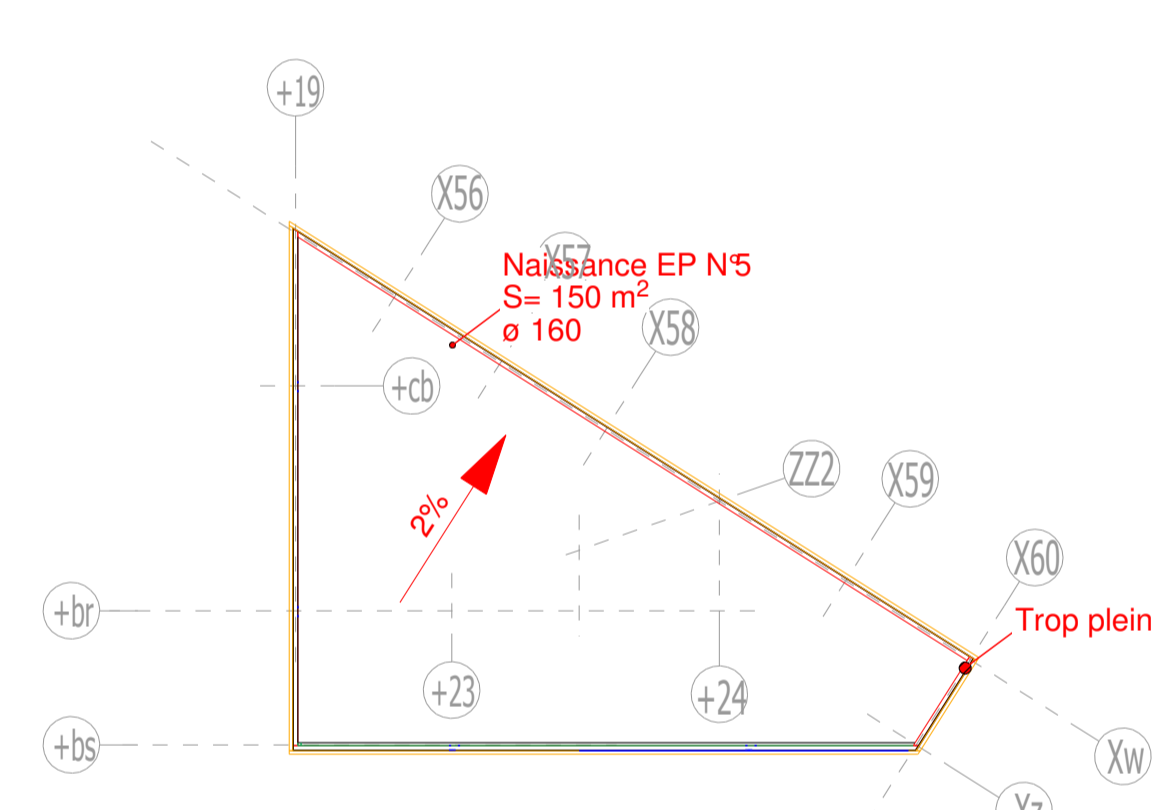 +19
X56
X57
Naissance EP N°5
S= 150 m²
ø 160
X58
+cb
ZZ2
X59
2%
X60
+br
Trop plein
+23
+24
+bs
Xw